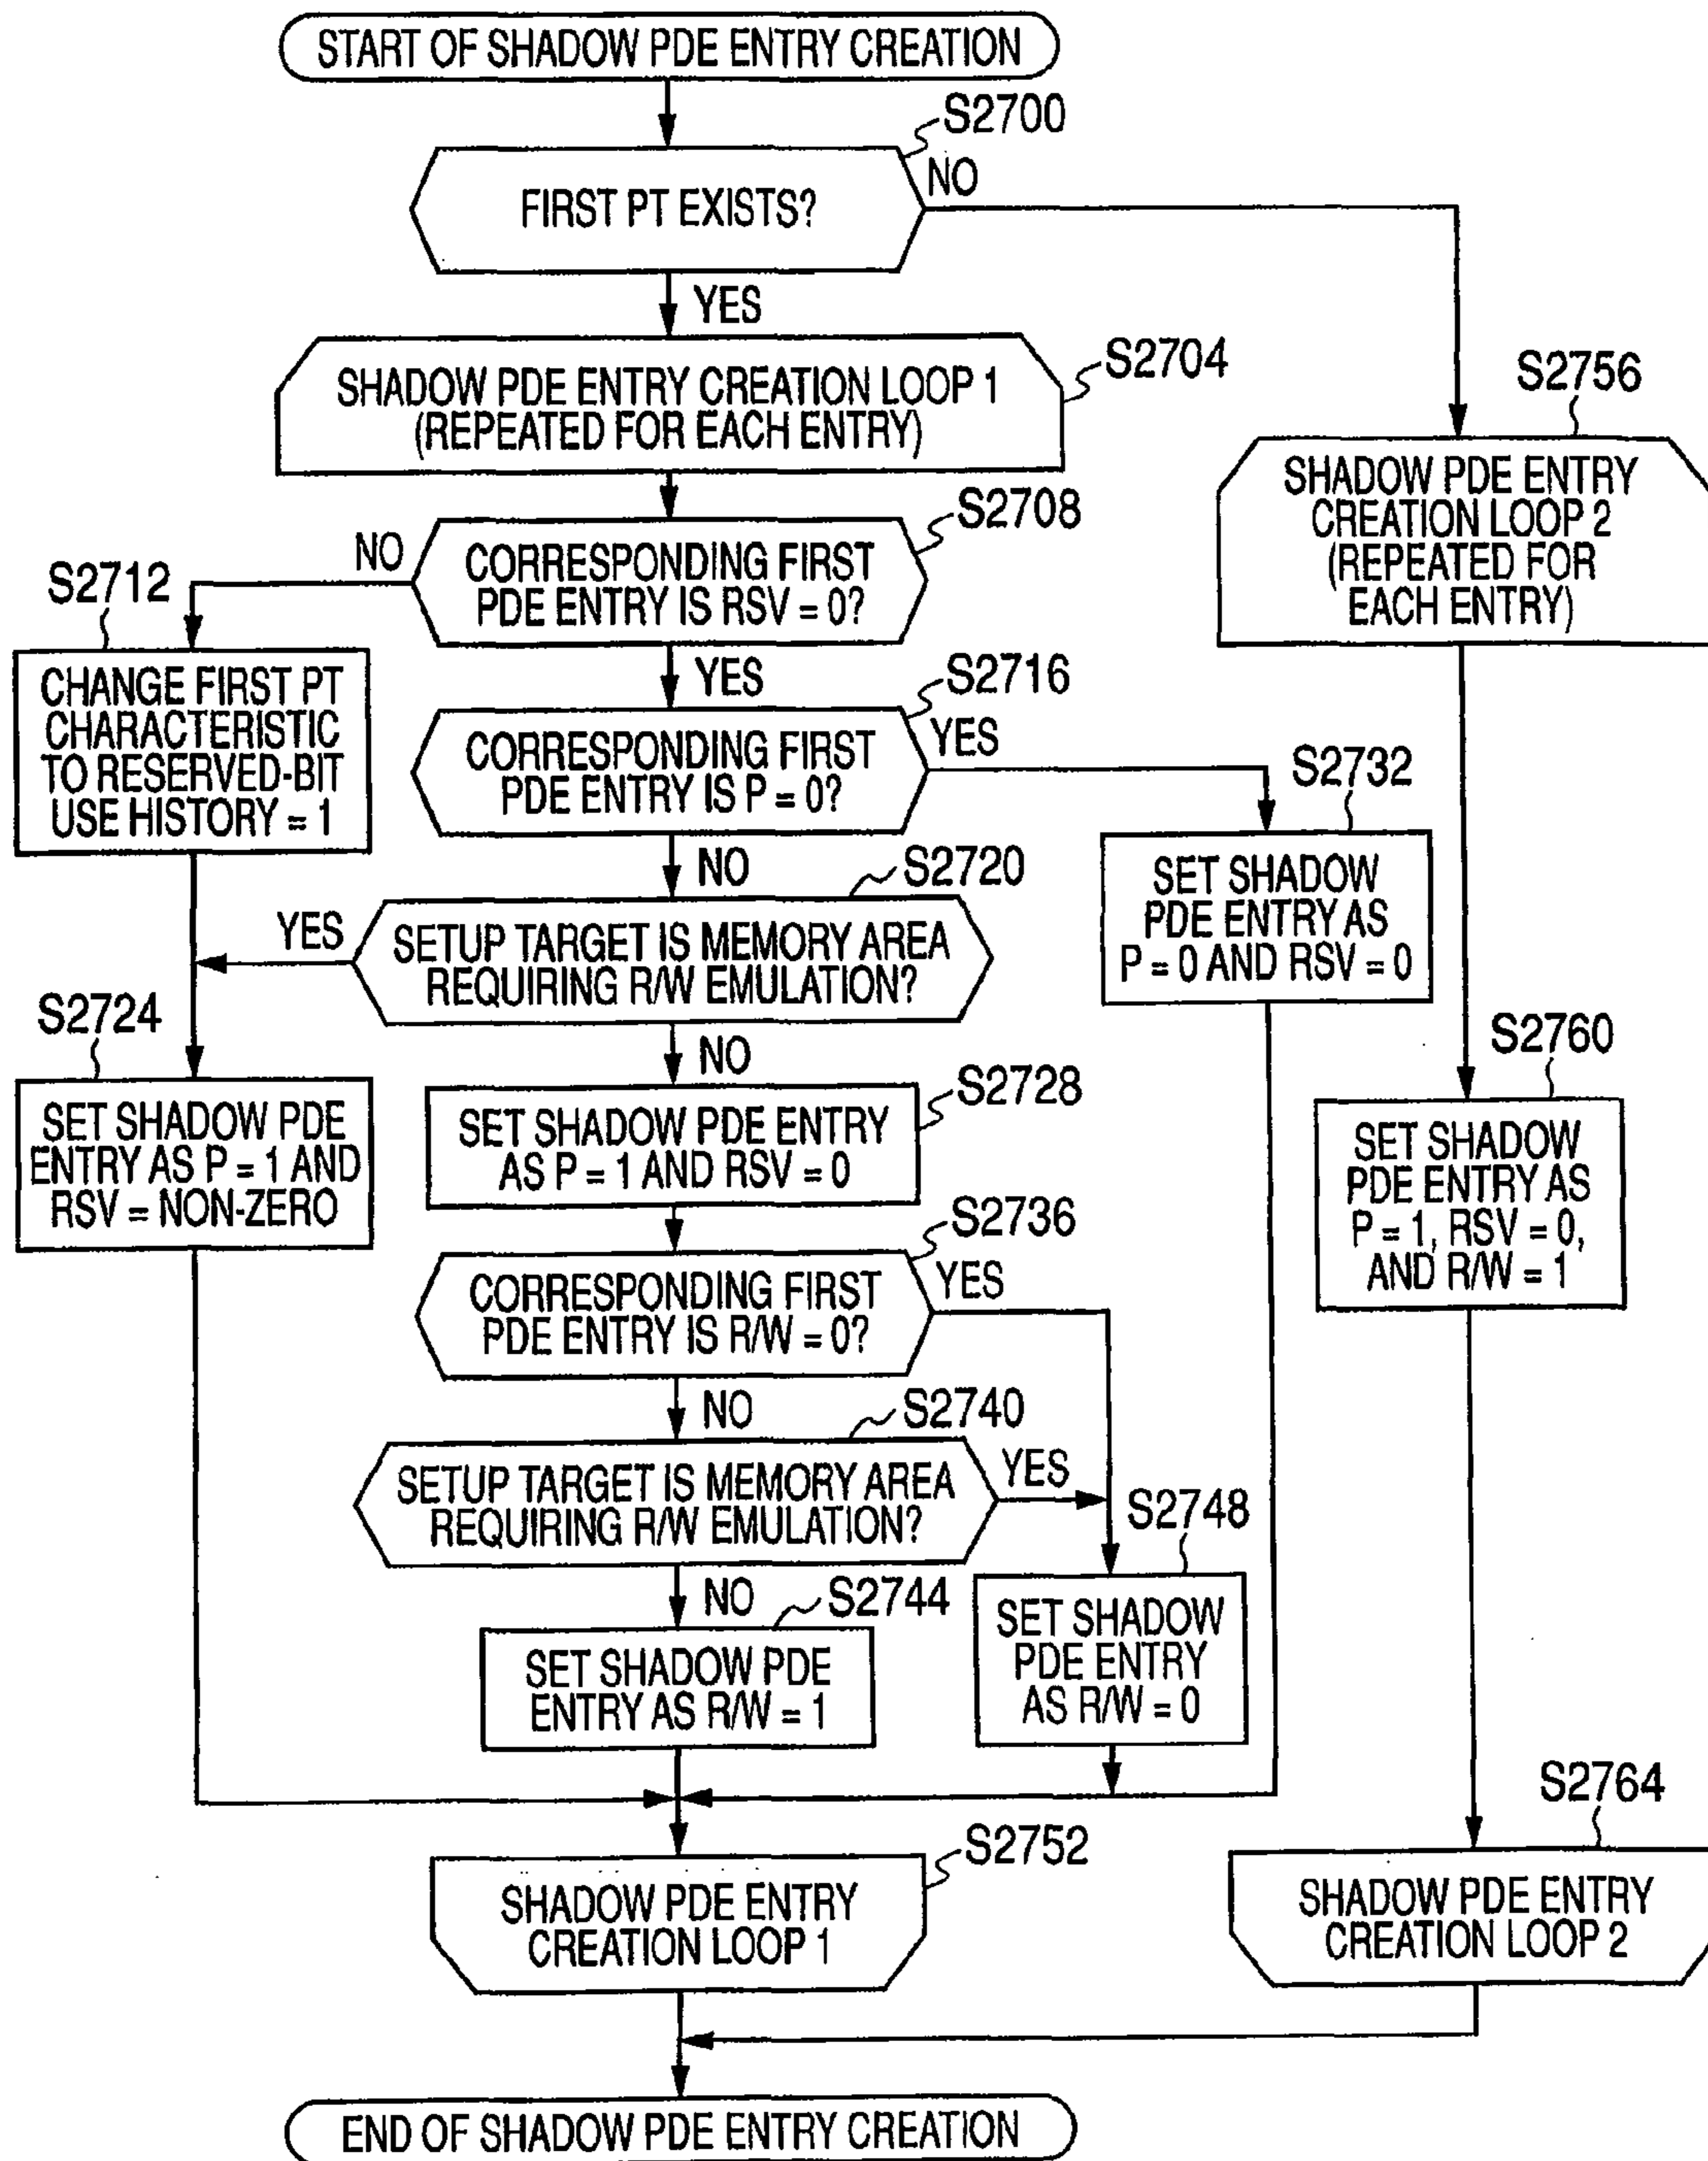 START OF SHADOW PDE ENTRY CREATION
S2700
FIRST PT EXISTS?
NO
YES
SHADOW PDE ENTRY CREATION LOOP 1
(REPEATED FOR EACH ENTRY)
S2704
S2756
SHADOW PDE ENTRY
CREATION LOOP 2
(REPEATED FOR
EACH ENTRY)
S2708
CORRESPONDING FIRST
PDE ENTRY IS RSV = 0?
NO
YES
S2712
CHANGE FIRST PT
CHARACTERISTIC
TO RESERVED-BIT
USE HISTORY = 1
S2716
CORRESPONDING FIRST
PDE ENTRY IS P = 0?
YES
NO
S2732
SET SHADOW
PDE ENTRY AS
P = 0 AND RSV = 0
S2720
SETUP TARGET IS MEMORY AREA
REQUIRING R/W EMULATION?
YES
NO
S2724
SET SHADOW PDE
ENTRY AS P = 1 AND
RSV = NON-ZERO
S2728
SET SHADOW PDE ENTRY
AS P = 1 AND RSV = 0
S2760
SET SHADOW
PDE ENTRY AS
P = 1, RSV = 0,
AND R/W = 1
S2736
CORRESPONDING FIRST
PDE ENTRY IS R/W = 0?
YES
NO
S2740
SETUP TARGET IS MEMORY AREA
REQUIRING R/W EMULATION?
YES
NO
S2744
SET SHADOW PDE
ENTRY AS R/W = 1
S2748
SET SHADOW
PDE ENTRY
AS R/W = 0
S2752
SHADOW PDE ENTRY
CREATION LOOP 1
S2764
SHADOW PDE ENTRY
CREATION LOOP 2
END OF SHADOW PDE ENTRY CREATION